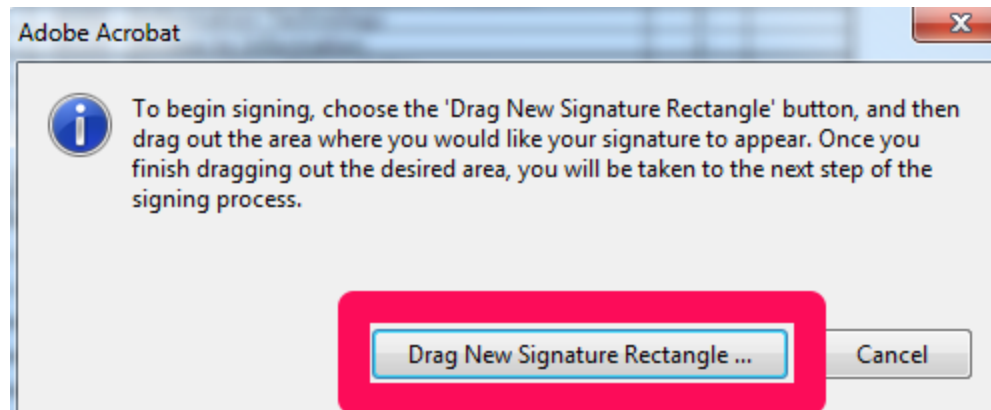 Adobe Acrobat
To begin signing, choose the 'Drag New Signature Rectangle' button, and then
drag out the area where you would like your signature to appear. Once you
finish dragging out the desired area, you will be taken to the next step of the
signing process.
Drag New Signature Rectangle ...
Cancel